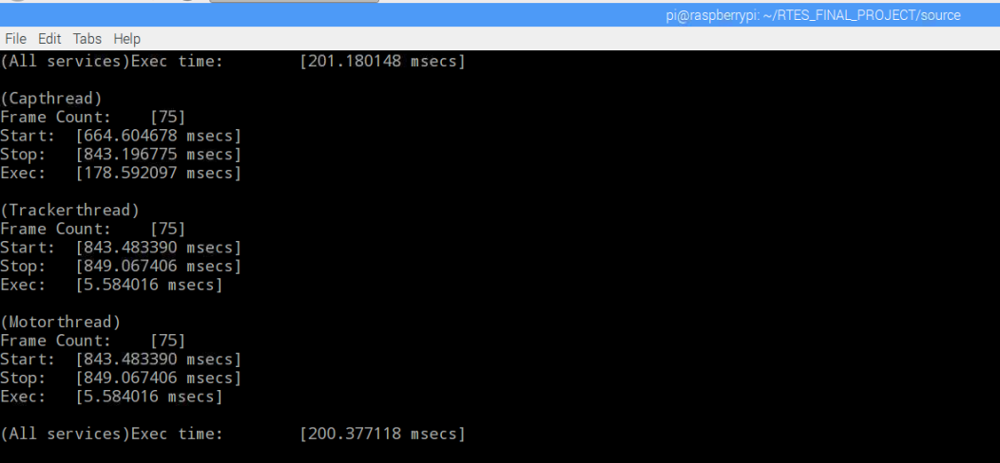 pi@raspberrypi: ~/RTES_FINAL_PROJECT/source
File Edit Tabs Help
(All services)Exec time: [201.180148 msecs]
(Capthread)
Frame Count: [75]
Start: [664.604678 msecs]
Stop: [843.196775 msecs]
Exec: [178.592097 msecs]
(Trackerthread)
Frame Count: [75]
Start: [843.483390 msecs]
Stop: [849.067406 msecs]
Exec: [5.584016 msecs]
(Motorthread)
Frame Count: [75]
Start: [843.483390 msecs]
Stop: [849.067406 msecs]
Exec: [5.584016 msecs]
(All services)Exec time: [200.377118 msecs]